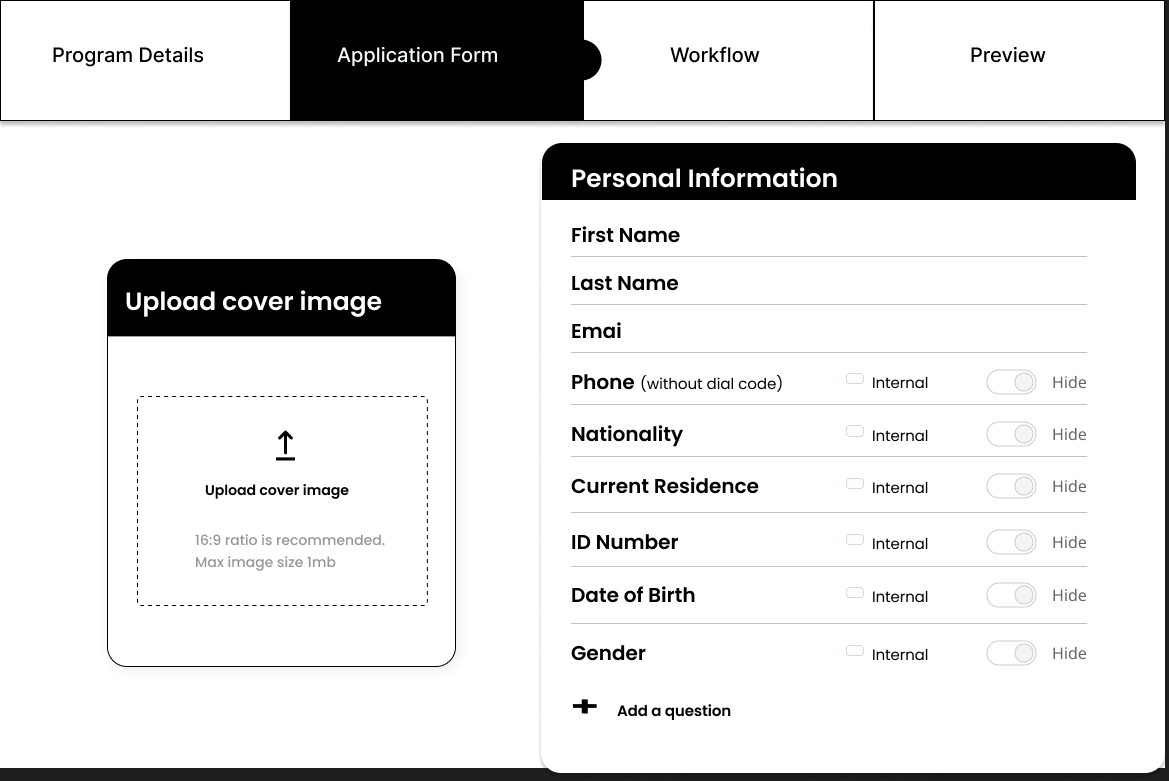 Program Details
Application Form
Workflow
Preview
Upload cover image
Upload cover image
16:9 ratio is recommended.
Max image size 1mb
Personal Information
First Name
Last Name
Emai
Phone (without dial code) Internal Hide
Nationality Internal Hide
Current Residence Internal Hide
ID Number Internal Hide
Date of Birth Internal Hide
Gender Internal Hide
Add a question